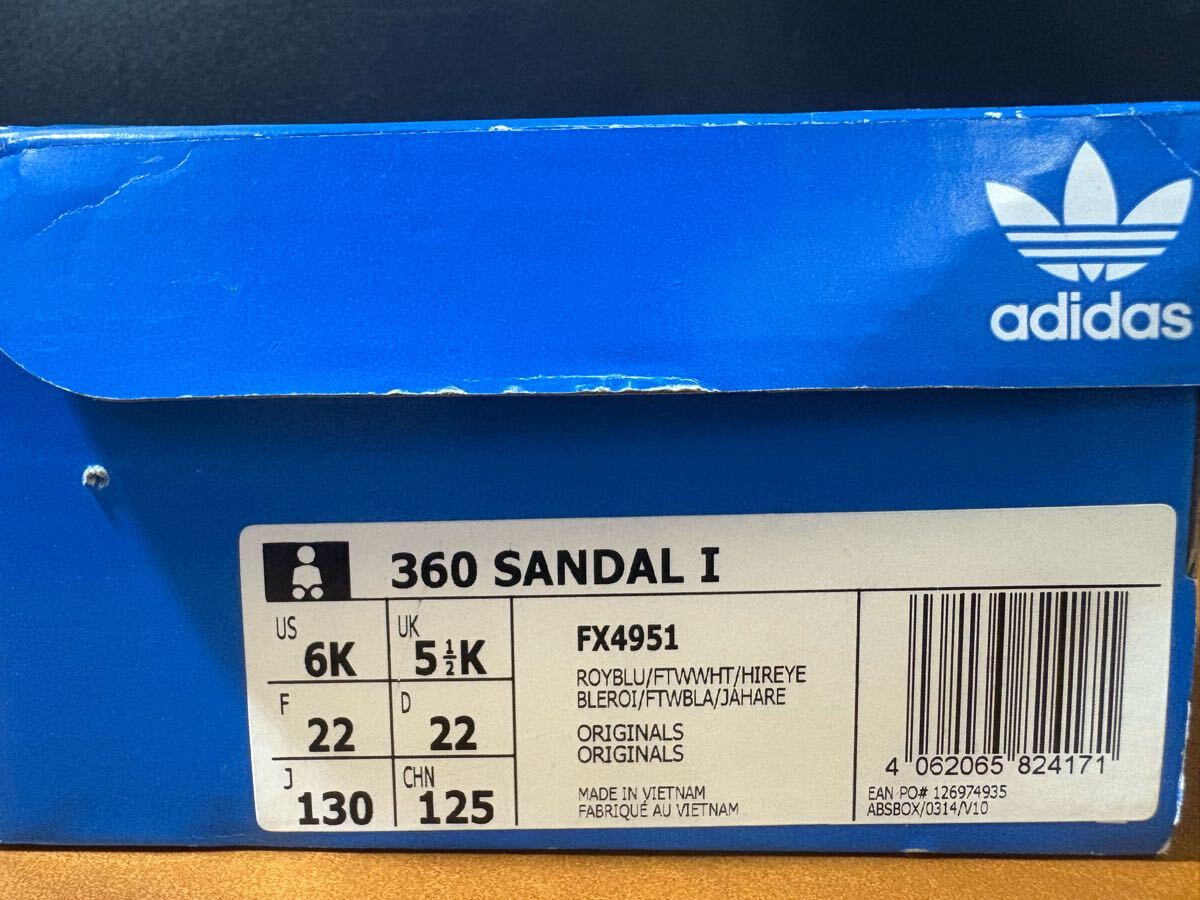 adidas
360 SANDAL I
US 6K UK 5½K
F 22 D 22
J 130 CHN 125
FX4951
ROYBLU/FTWWHT/HIREYE
BLEROI/FTWBLA/JAHARE
ORIGINALS
ORIGINALS
MADE IN VIETNAM
FABRIQUÉ AU VIETNAM
4 062065 824171
EAN PO# 126974935
ABSBOX/0314/V10